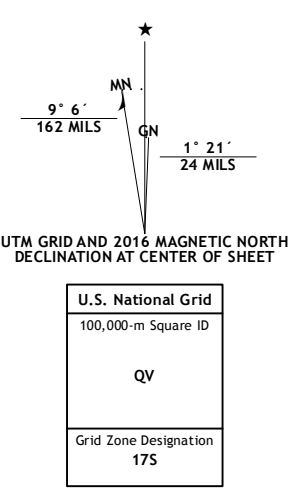 MN
GN
9° 6´
162 MILS
1° 21´
24 MILS
UTM GRID AND 2016 MAGNETIC NORTH
DECLINATION AT CENTER OF SHEET
U.S. National Grid
100,000-m Square ID
QV
Grid Zone Designation
17S